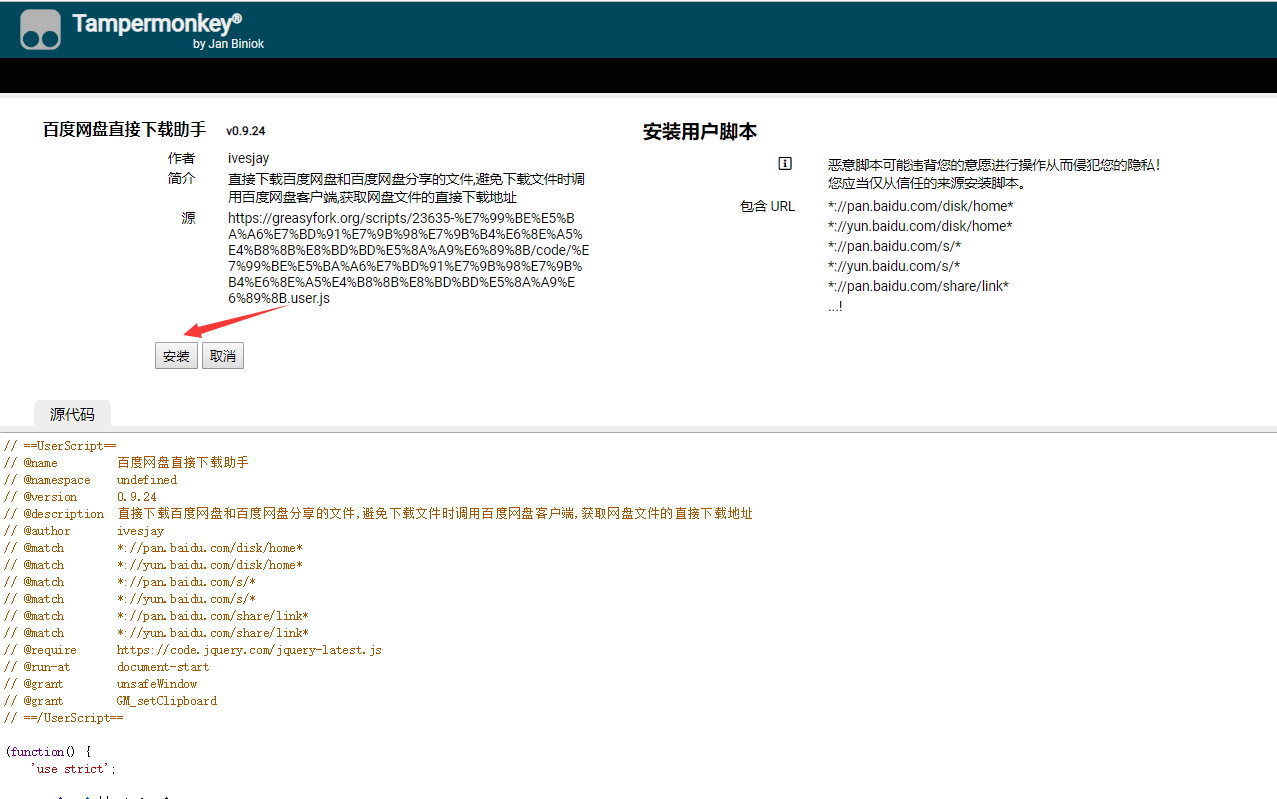 Tampermonkey®
by Jan Biniok
百度网盘直接下载助手 v0.9.24
作者 ivesjay
简介 直接下载百度网盘和百度网盘分享的文件,避免下载文件时调
用百度网盘客户端,获取网盘文件的直接下载地址
源 https://greasyfork.org/scripts/23635-%E7%99%BE%E5%B
A%A6%E7%BD%91%E7%9B%98%E7%9B%B4%E6%8E%A5%
E4%B8%8B%E8%BD%BD%E5%8A%A9%E6%89%8B/code/%E
7%99%BE%E5%BA%A6%E7%BD%91%E7%9B%98%E7%9B%
B4%E6%8E%A5%E4%B8%8B%E8%BD%BD%E5%8A%A9%E
6%89%8B.user.js
安装 取消
安装用户脚本
恶意脚本可能违背您的意愿进行操作从而侵犯您的隐私!
您应当仅从信任的来源安装脚本。
包含 URL *://pan.baidu.com/disk/home*
*://yun.baidu.com/disk/home*
*://pan.baidu.com/s/*
*://yun.baidu.com/s/*
*://pan.baidu.com/share/link*
...!
源代码
// ==UserScript==
// @name 百度网盘直接下载助手
// @namespace undefined
// @version 0.9.24
// @description 直接下载百度网盘和百度网盘分享的文件,避免下载文件时调用百度网盘客户端,获取网盘文件的直接下载地址
// @author ivesjay
// @match *://pan.baidu.com/disk/home*
// @match *://yun.baidu.com/disk/home*
// @match *://pan.baidu.com/s/*
// @match *://yun.baidu.com/s/*
// @match *://pan.baidu.com/share/link*
// @match *://yun.baidu.com/share/link*
// @require https://code.jquery.com/jquery-latest.js
// @run-at document-start
// @grant unsafeWindow
// @grant GM_setClipboard
// ==/UserScript==
(function() {
'use strict';